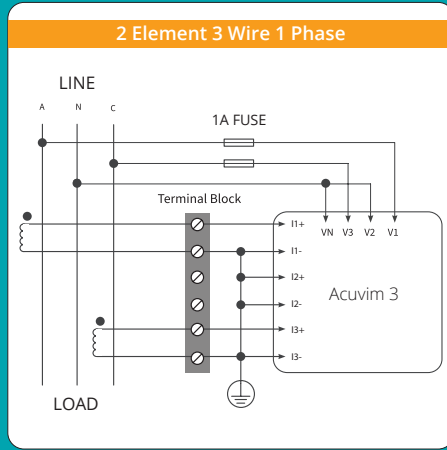 2 Element 3 Wire 1 Phase
LINE
A N C
1A FUSE
Terminal Block
VN V3 V2 V1
I1+
I1-
I2+
I2-
I3+
I3-
Acuvim 3
LOAD